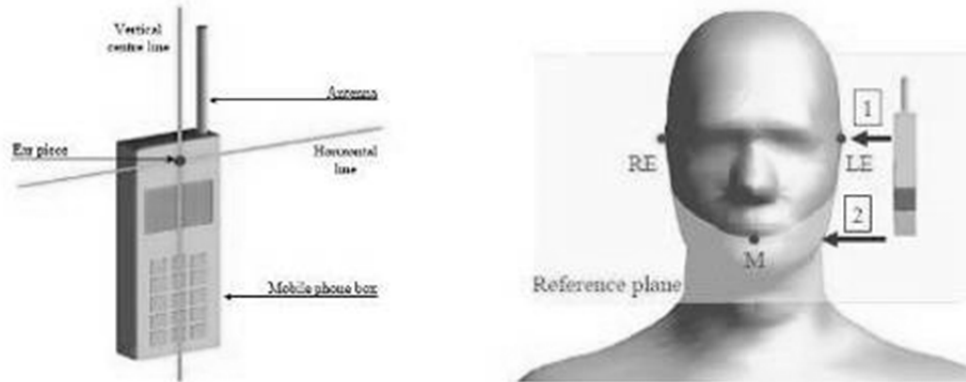 Vertical
centre line
Antenna
Ear piece
Horizontal
line
Mobile phone box
1
RE
LE
2
M
Reference plane